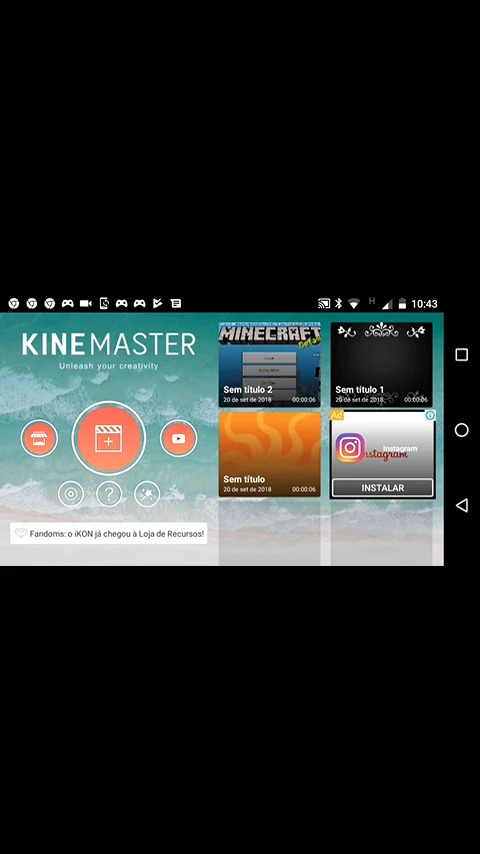 H 10:43
KINEMASTER
Unleash your creativity
Fandoms: o iKON já chegou à Loja de Recursos!
MINECRAFT
Sem título 2
20 de set de 2018 00:00:06
Sem título 1
20 de set de 2018 00:00:06
Sem título
20 de set de 2018 00:00:06
Ad
Instagram
Instagram
INSTALAR